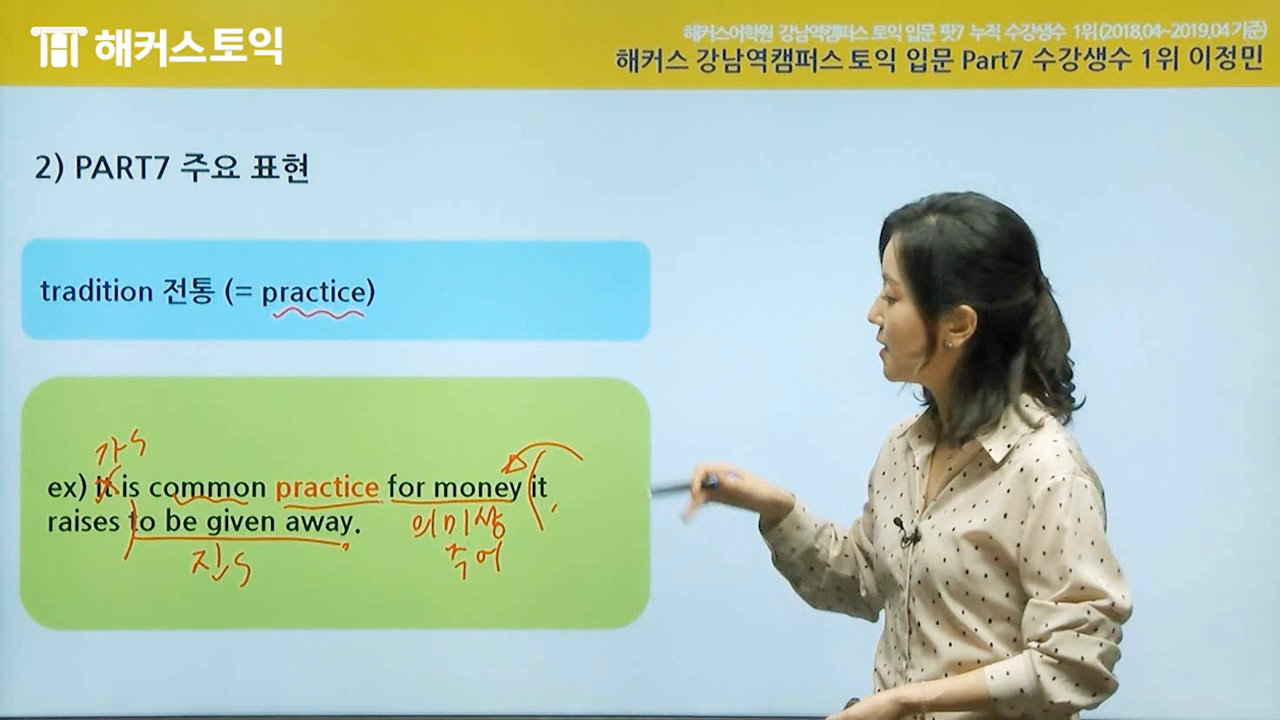 해커스토익
해커스어학원 강남역캠퍼스 토익 입문 팟7 누적 수강생수 1위(2018.04~2019.04 기준)
해커스 강남역캠퍼스 토익 입문 Part7 수강생수 1위 이정민
2) PART7 주요 표현
tradition 전통 (= practice)
가S
ex) it is common practice for money it
raises to be given away.
의미상
주어
진S